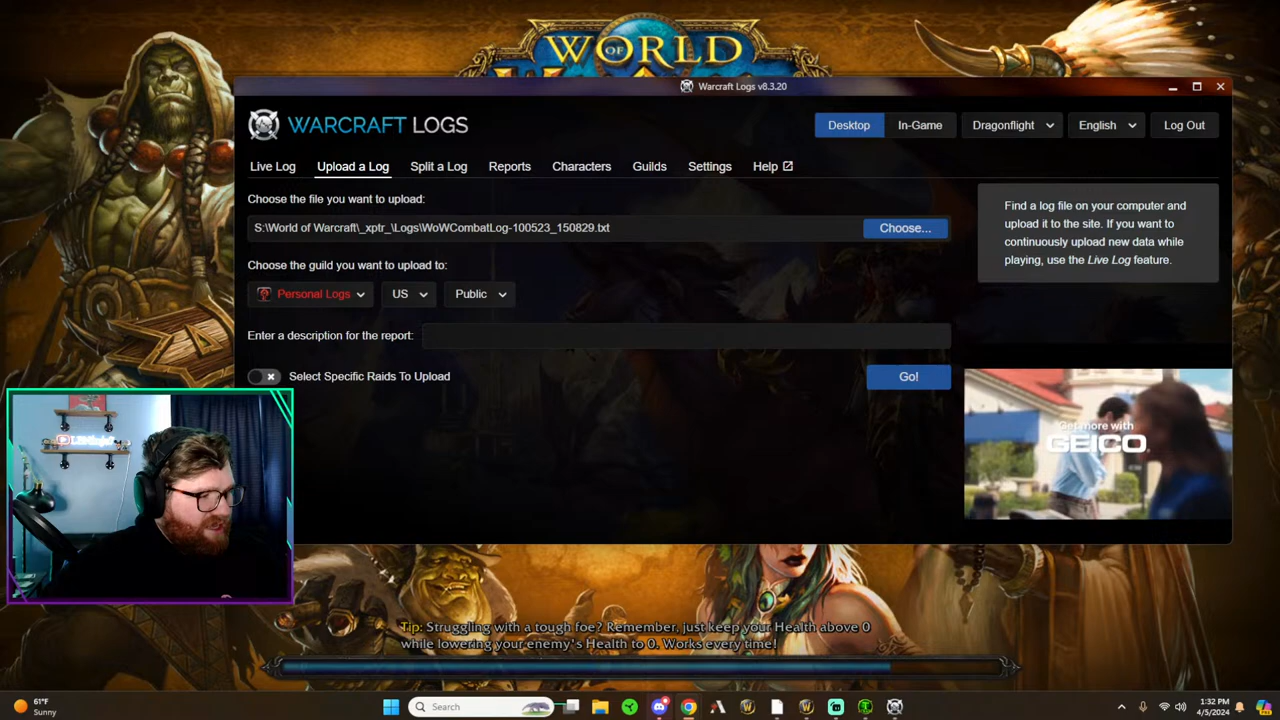 WORLD
OF
Warcraft Logs v8.3.20
WARCRAFT LOGS
Desktop
In-Game
Dragonflight
English
Log Out
Live Log
Upload a Log
Split a Log
Reports
Characters
Guilds
Settings
Help
Choose the file you want to upload:
S:\World of Warcraft\_xptr_\Logs\WoWCombatLog-100523_150829.txt
Choose...
Find a log file on your computer and
upload it to the site. If you want to
continuously upload new data while
playing, use the Live Log feature.
Choose the guild you want to upload to:
Personal Logs
US
Public
Enter a description for the report:
Select Specific Raids To Upload
Go!
Get more with
GEICO
Tip: Struggling with a tough foe? Remember, just keep your Health above 0
while lowering your enemy's Health to 0. Works every time!
61°F
Sunny
Search
1:32 PM
4/5/2024